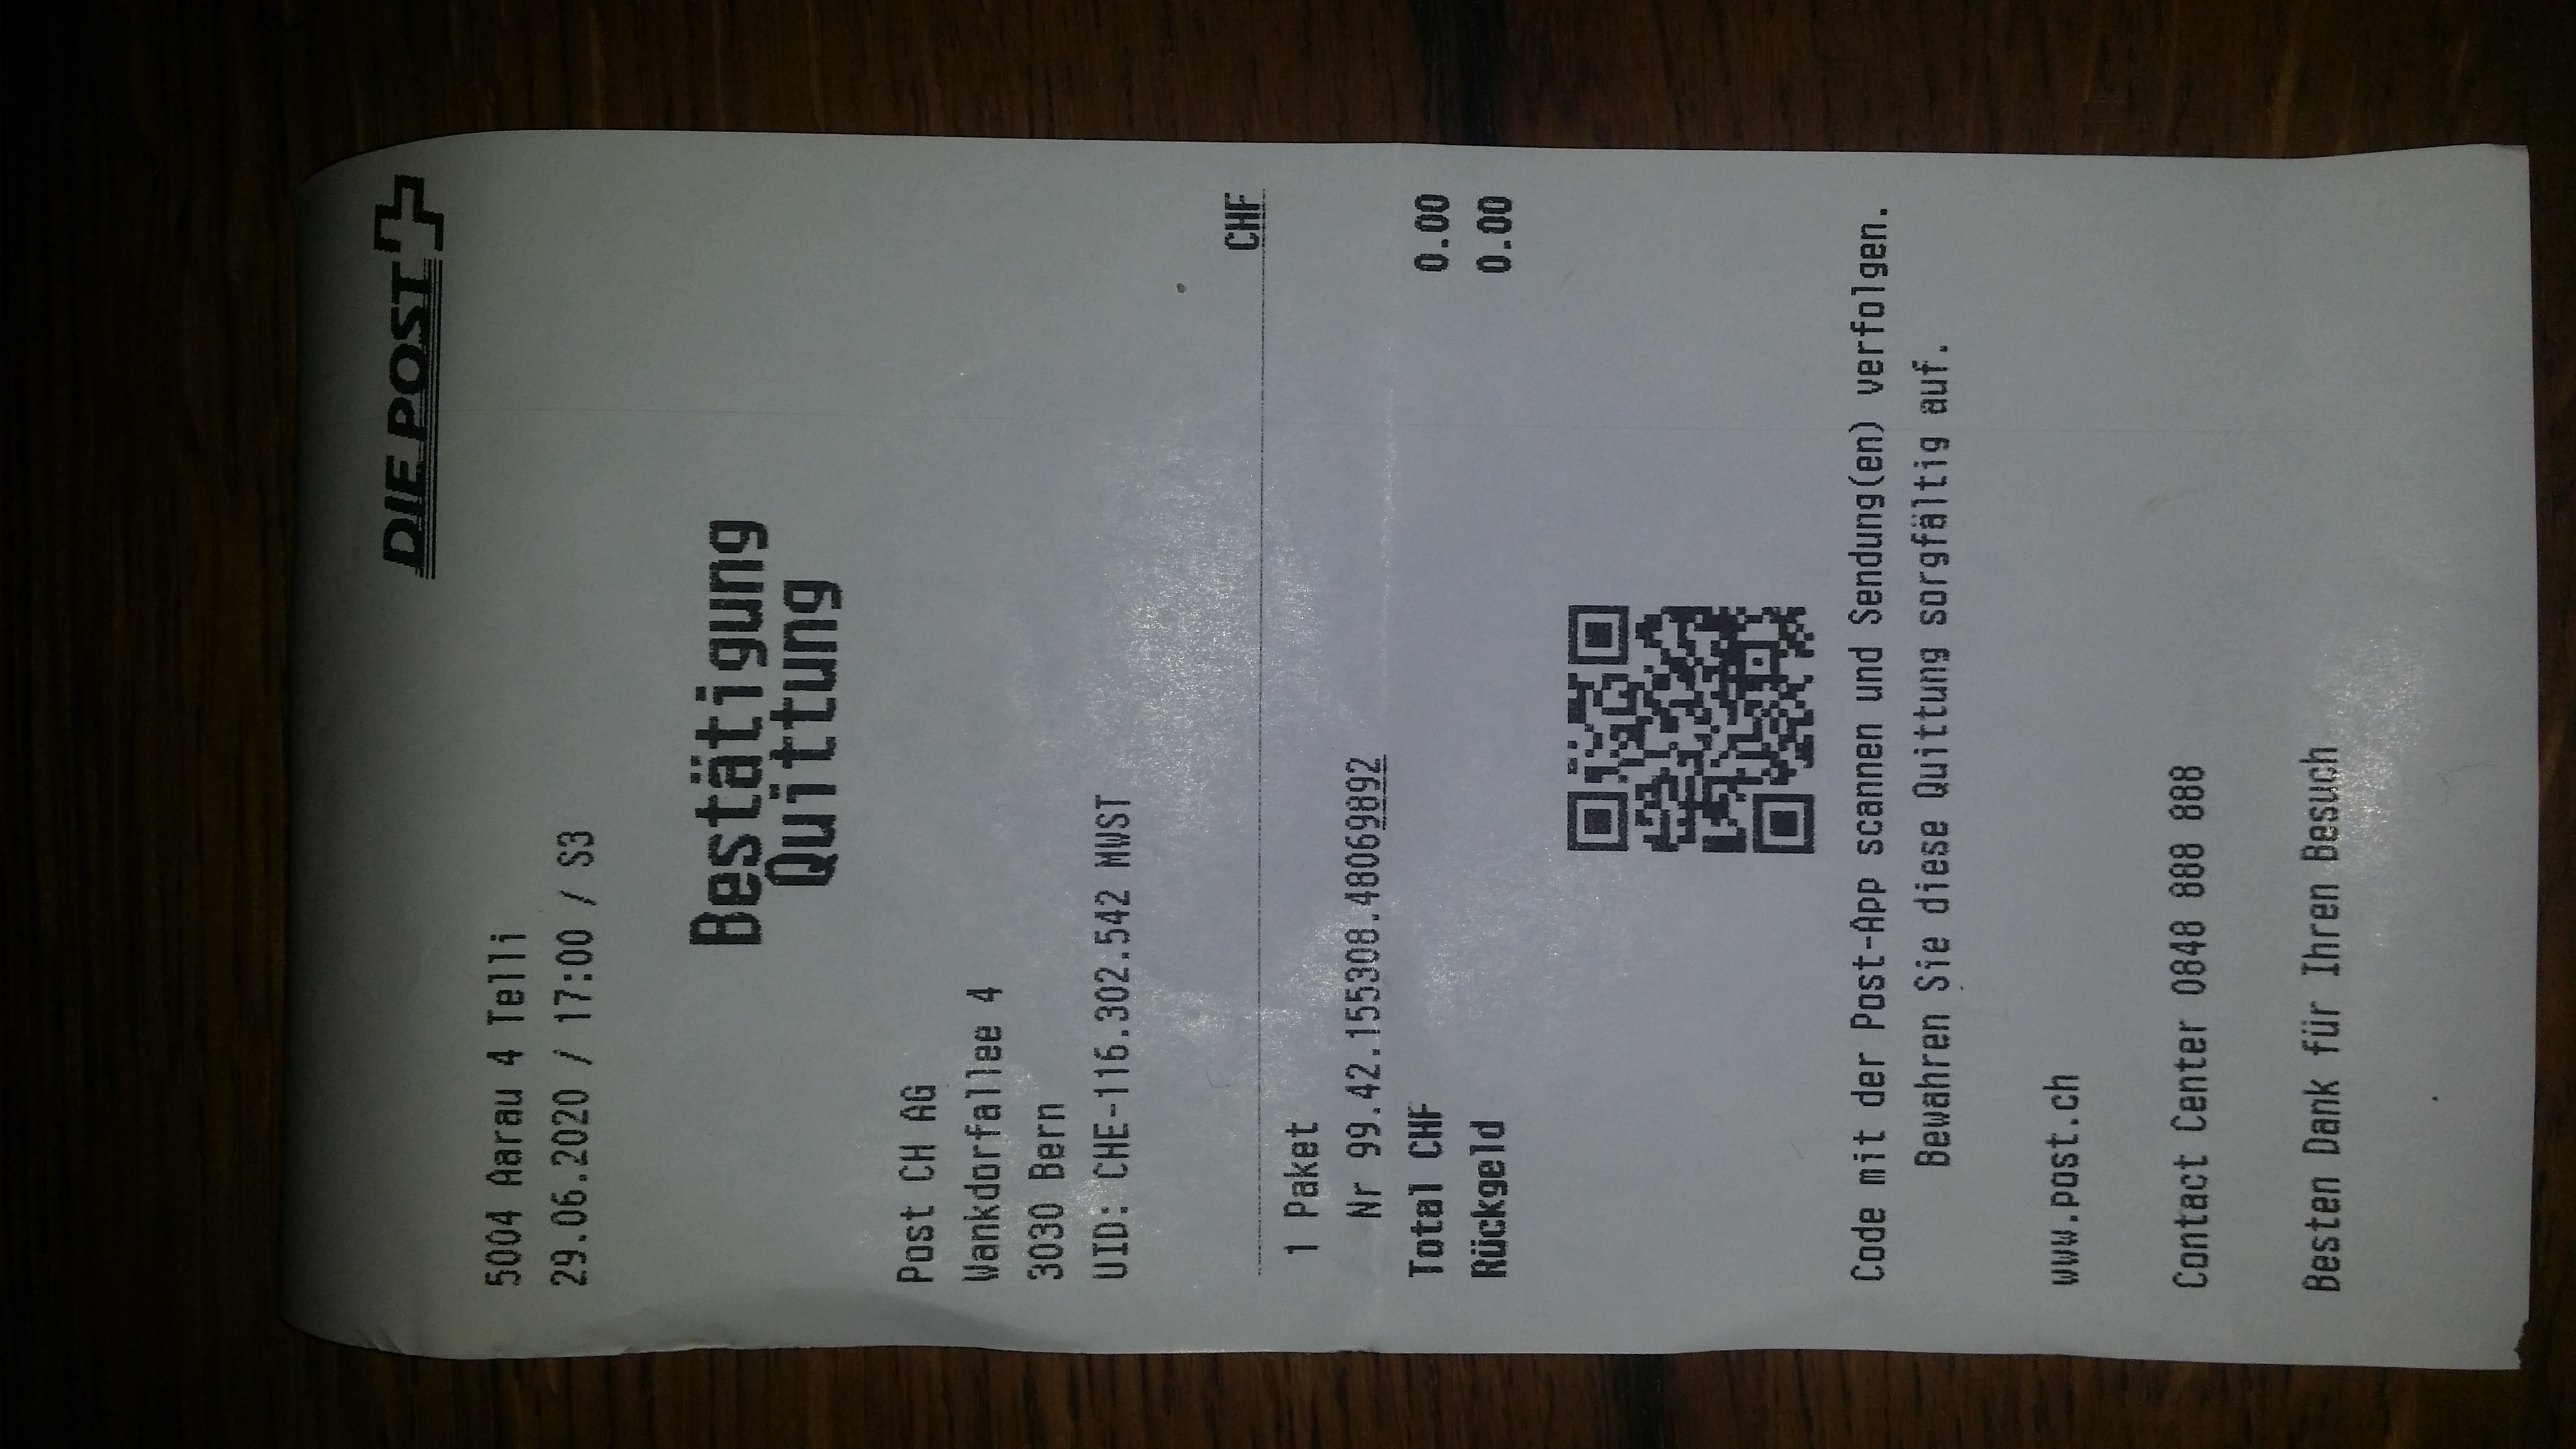 DIE POST
5004 Aarau 4 Telli
29.06.2020 / 17:00 / S3
Bestätigung
Quittung
Post CH AG
Wankdorfallee 4
3030 Bern
UID: CHE-116.302.542 MWST
CHF
1 Paket
Nr 99.42.155308.48069892
Total CHF 0.00
Rückgeld 0.00
Code mit der Post-App scannen und Sendung(en) verfolgen.
Bewahren Sie diese Quittung sorgfältig auf.
www.post.ch
Contact Center 0848 888 888
Besten Dank für Ihren Besuch